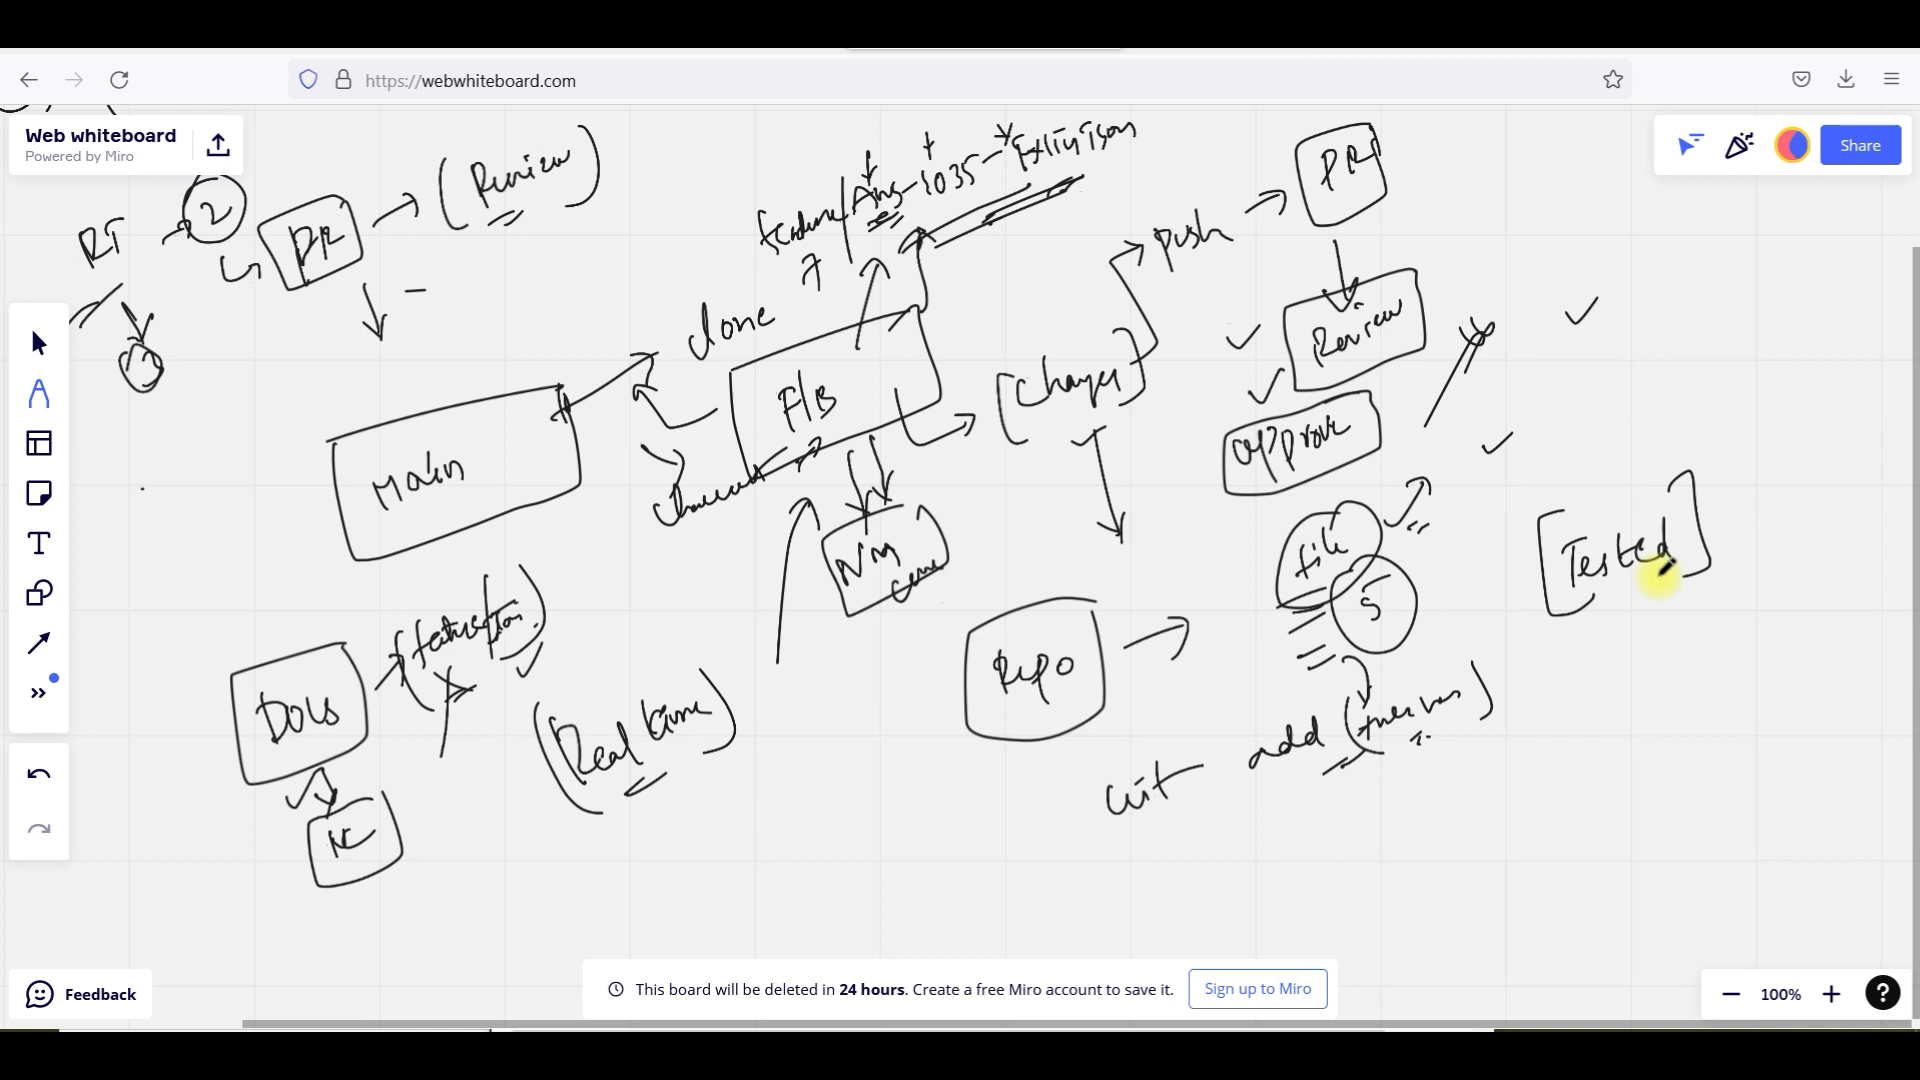 https://webwhiteboard.com
Web whiteboard
Powered by Miro
Share
RT
2
PR
(Review)
PR
push
clone
Review
F/B
[Changes]
Main
approve
NM
file
5
[Tested]
Repo
Docs
(Real time)
add
Git
Feedback
This board will be deleted in 24 hours. Create a free Miro account to save it.
Sign up to Miro
100%